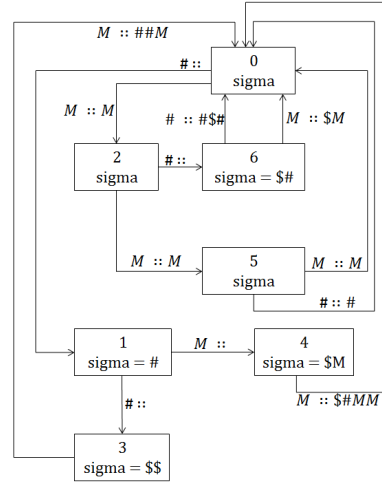 M :: ##M
0
sigma
# ::
M :: M
# :: #$#
M :: $M
2
sigma
# ::
6
sigma = $#
M :: M
5
sigma
M :: M
# :: #
1
sigma = #
M ::
4
sigma = $M
# ::
M :: $#MM
3
sigma = $$